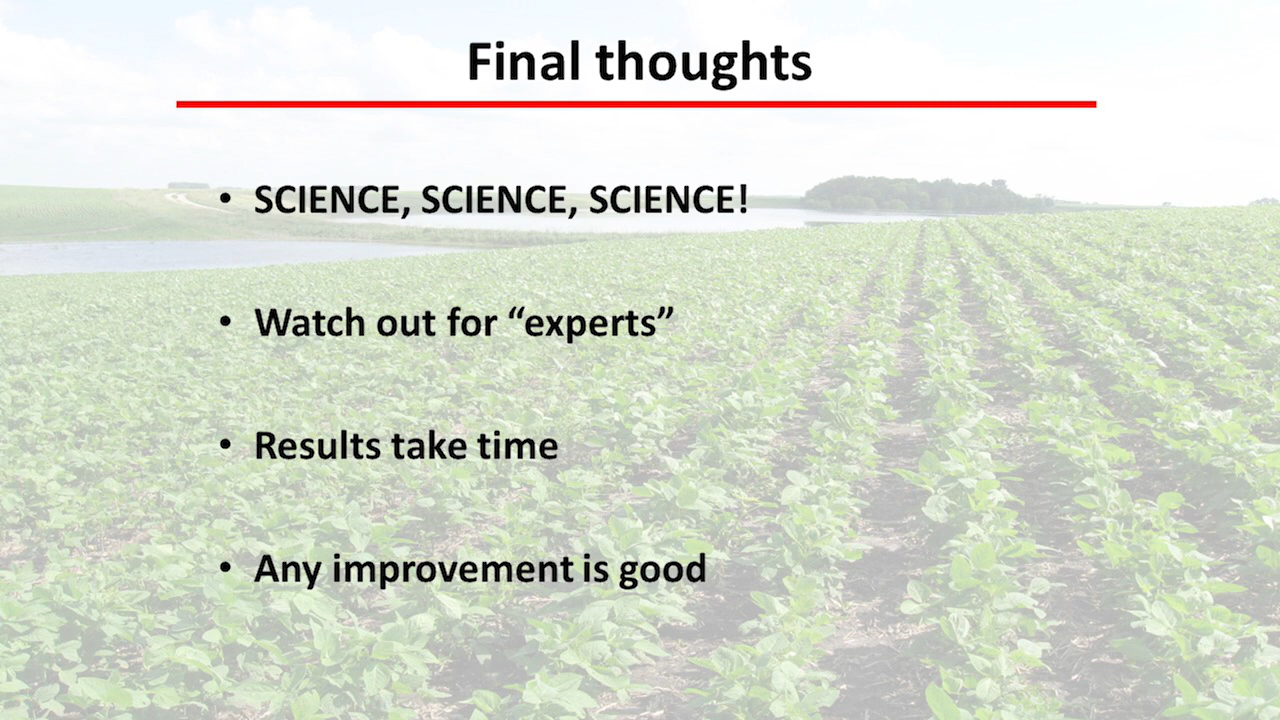 Final thoughts
• SCIENCE, SCIENCE, SCIENCE!
• Watch out for “experts”
• Results take time
• Any improvement is good